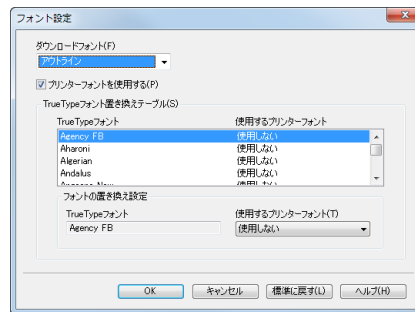 フォント設定
ダウンロードフォント(F)
アウトライン
プリンターフォントを使用する(P)
TrueTypeフォント置き換えテーブル(S)
TrueTypeフォント 使用するプリンターフォント
Agency FB 使用しない
Aharoni 使用しない
Algerian 使用しない
Andalus 使用しない
フォントの置き換え設定
TrueTypeフォント 使用するプリンターフォント(T)
Agency FB 使用しない
OK キャンセル 標準に戻す(L) ヘルプ(H)